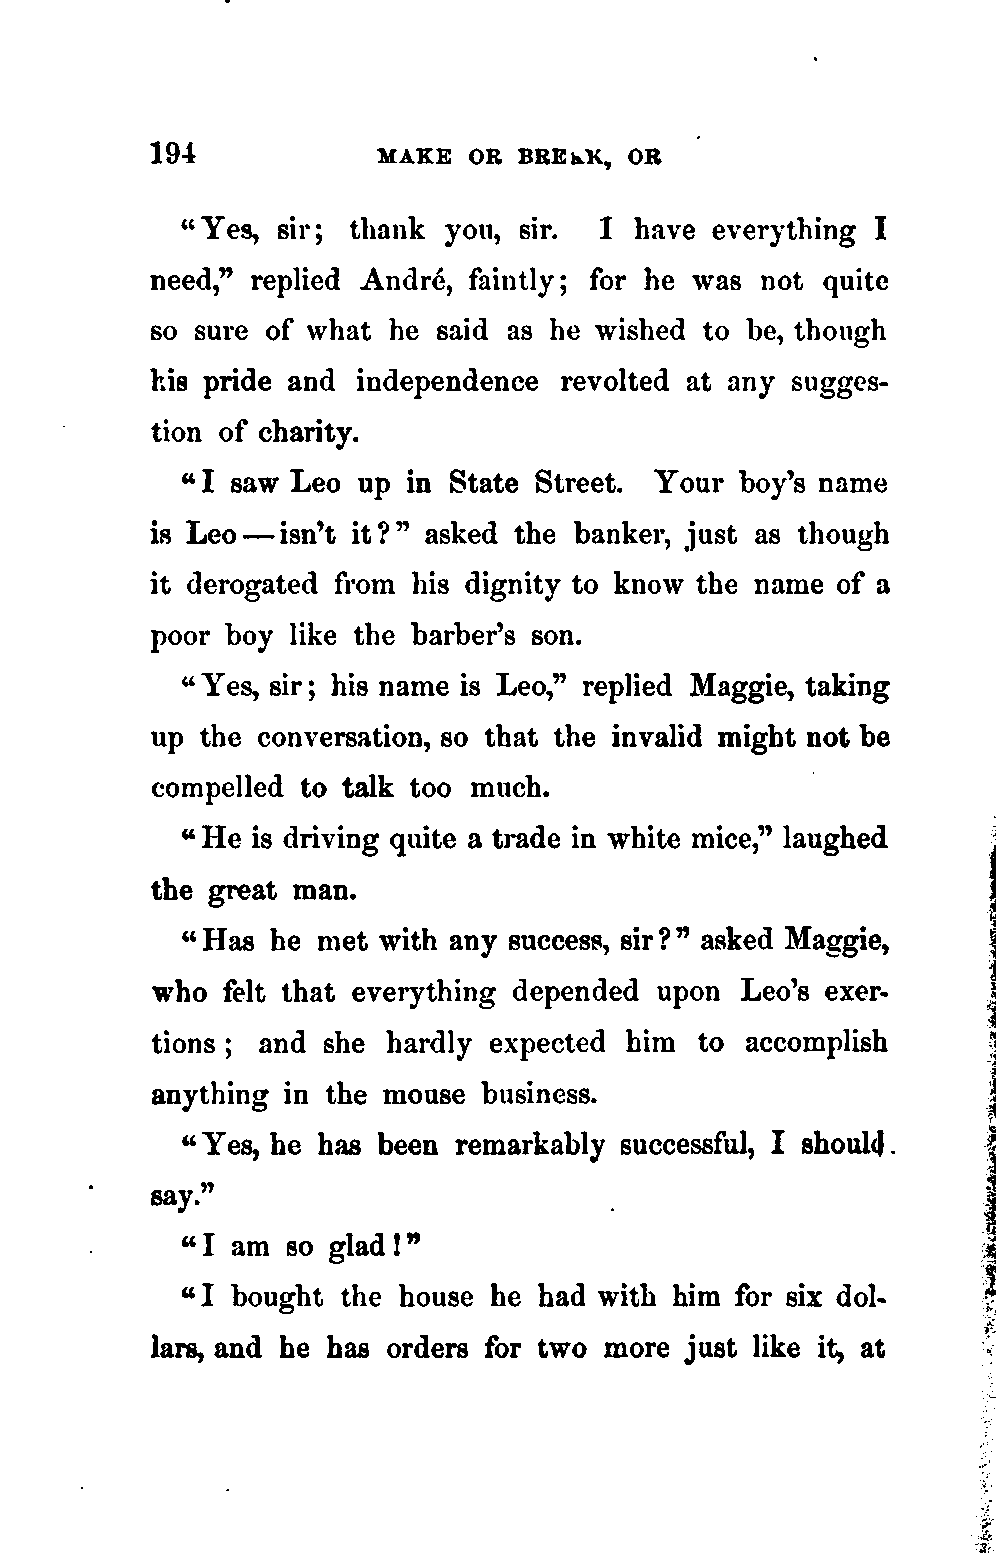 194 MAKE OR BREAK, OR
"Yes, sir; thank you, sir. I have everything I
need," replied André, faintly; for he was not quite
so sure of what he said as he wished to be, though
his pride and independence revolted at any sugges-
tion of charity.
"I saw Leo up in State Street. Your boy's name
is Leo—isn't it?" asked the banker, just as though
it derogated from his dignity to know the name of a
poor boy like the barber's son.
"Yes, sir; his name is Leo," replied Maggie, taking
up the conversation, so that the invalid might not be
compelled to talk too much.
"He is driving quite a trade in white mice," laughed
the great man.
"Has he met with any success, sir?" asked Maggie,
who felt that everything depended upon Leo's exer-
tions; and she hardly expected him to accomplish
anything in the mouse business.
"Yes, he has been remarkably successful, I should
say."
"I am so glad!"
"I bought the house he had with him for six dol-
lars, and he has orders for two more just like it, at